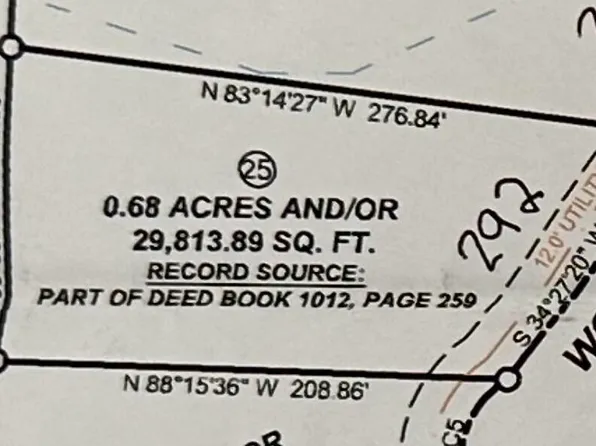 N 83°14'27" W 276.84'
25
0.68 ACRES AND/OR
29,813.89 SQ. FT.
RECORD SOURCE:
PART OF DEED BOOK 1012, PAGE 259
292
12.0' UTILITY
S 34°27'20" W
N 88°15'36" W 208.86'
C5